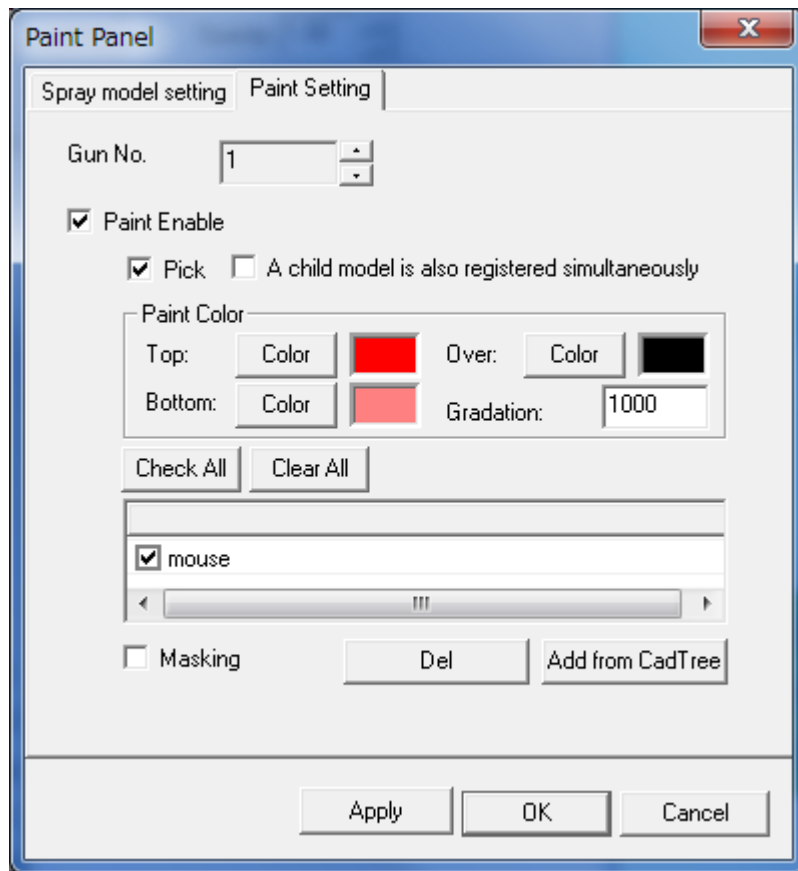 Paint Panel
Spray model setting Paint Setting
Gun No. 1
Paint Enable
Pick A child model is also registered simultaneously
Paint Color
Top: Color Over: Color
Bottom: Color Gradation: 1000
Check All Clear All
mouse
Masking Del Add from CadTree
Apply OK Cancel